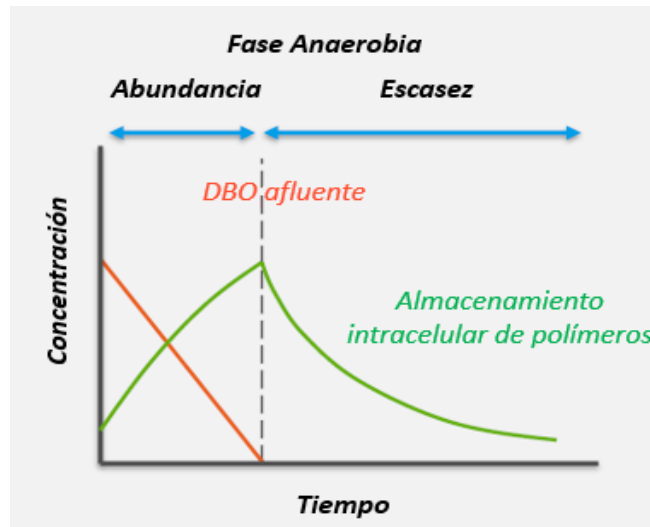 Fase Anaerobia
Abundancia
Escasez
DBO afluente
Almacenamiento
intracelular de polímeros
Concentración
Tiempo